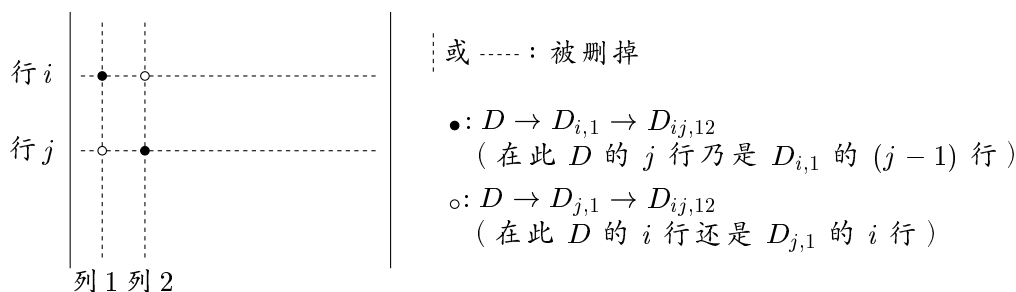 行 i
行 j
列 1 列 2
或 ----- : 被删掉
•: D → D_{i,1} → D_{ij,12}
(在此 D 的 j 行乃是 D_{i,1} 的 (j − 1) 行)
∘: D → D_{j,1} → D_{ij,12}
(在此 D 的 i 行还是 D_{j,1} 的 i 行)